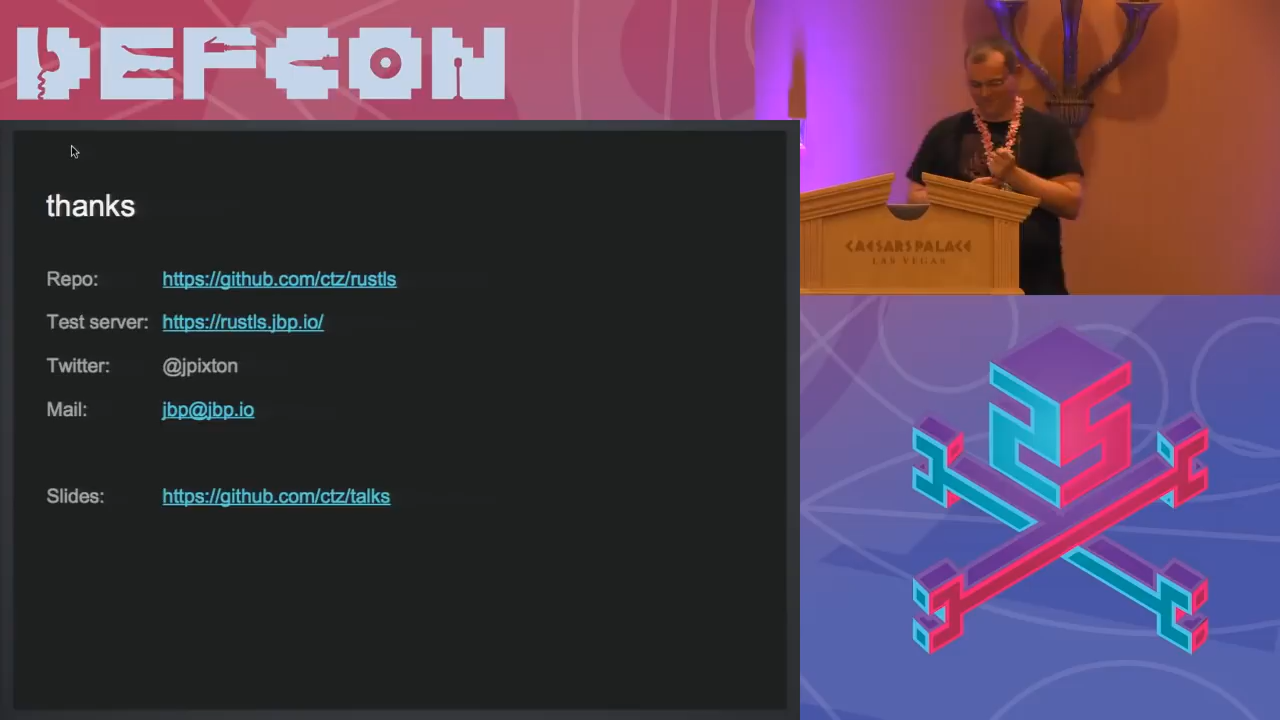 DEFCON
thanks
Repo: https://github.com/ctz/rustls
Test server: https://rustls.jbp.io/
Twitter: @jpixton
Mail: jbp@jbp.io
Slides: https://github.com/ctz/talks
CAESARS PALACE
LAS VEGAS
25